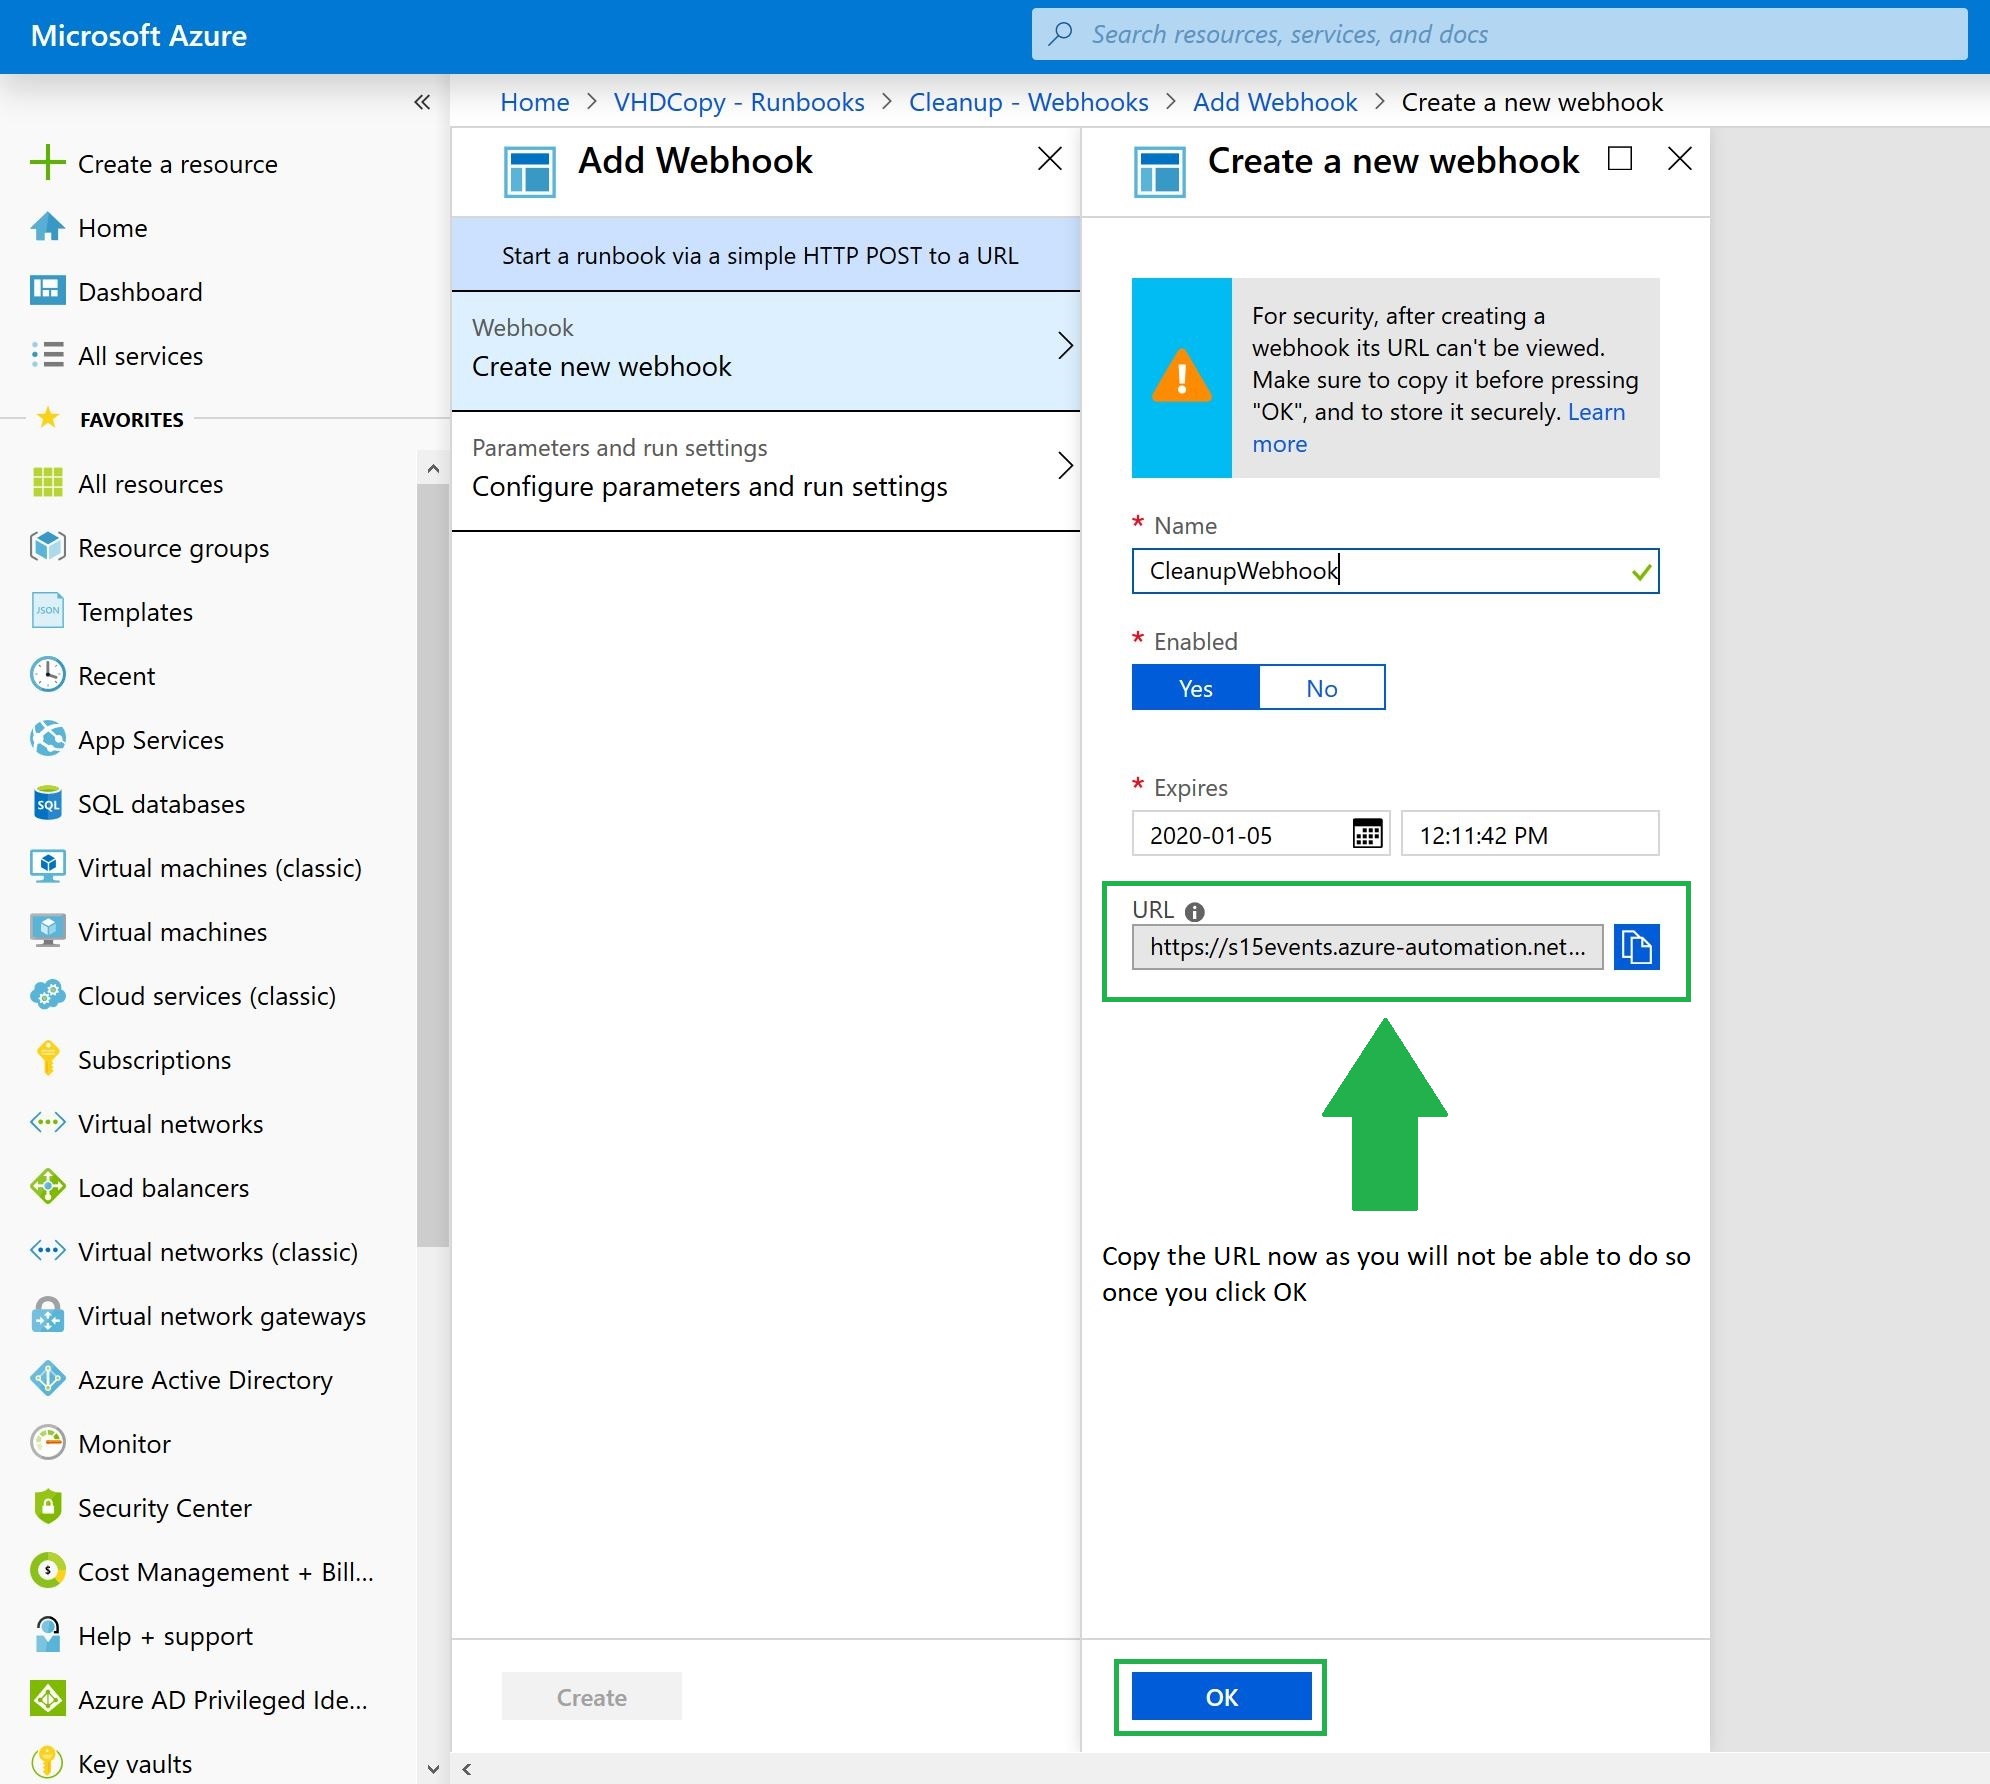 Microsoft Azure
Search resources, services, and docs
Home > VHDCopy - Runbooks > Cleanup - Webhooks > Add Webhook > Create a new webhook
Create a resource
Home
Dashboard
All services
FAVORITES
All resources
Resource groups
JSON
Templates
Recent
App Services
SQL
SQL databases
Virtual machines (classic)
Virtual machines
Cloud services (classic)
Subscriptions
Virtual networks
Load balancers
Virtual networks (classic)
Virtual network gateways
Azure Active Directory
Monitor
Security Center
Cost Management + Bill...
Help + support
Azure AD Privileged Ide...
Key vaults
Add Webhook
Start a runbook via a simple HTTP POST to a URL
Webhook
Create new webhook
Parameters and run settings
Configure parameters and run settings
Create
Create a new webhook
For security, after creating a
webhook its URL can't be viewed.
Make sure to copy it before pressing
"OK", and to store it securely. Learn
more
* Name
CleanupWebhook
* Enabled
Yes No
* Expires
2020-01-05 12:11:42 PM
URL
https://s15events.azure-automation.net...
Copy the URL now as you will not be able to do so
once you click OK
OK